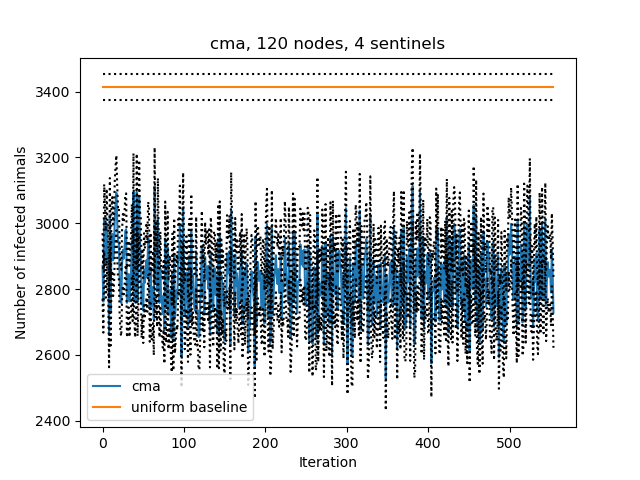 cma, 120 nodes, 4 sentinels
Number of infected animals
3400
3200
3000
2800
2600
2400
cma
uniform baseline
0
100
200
300
400
500
Iteration